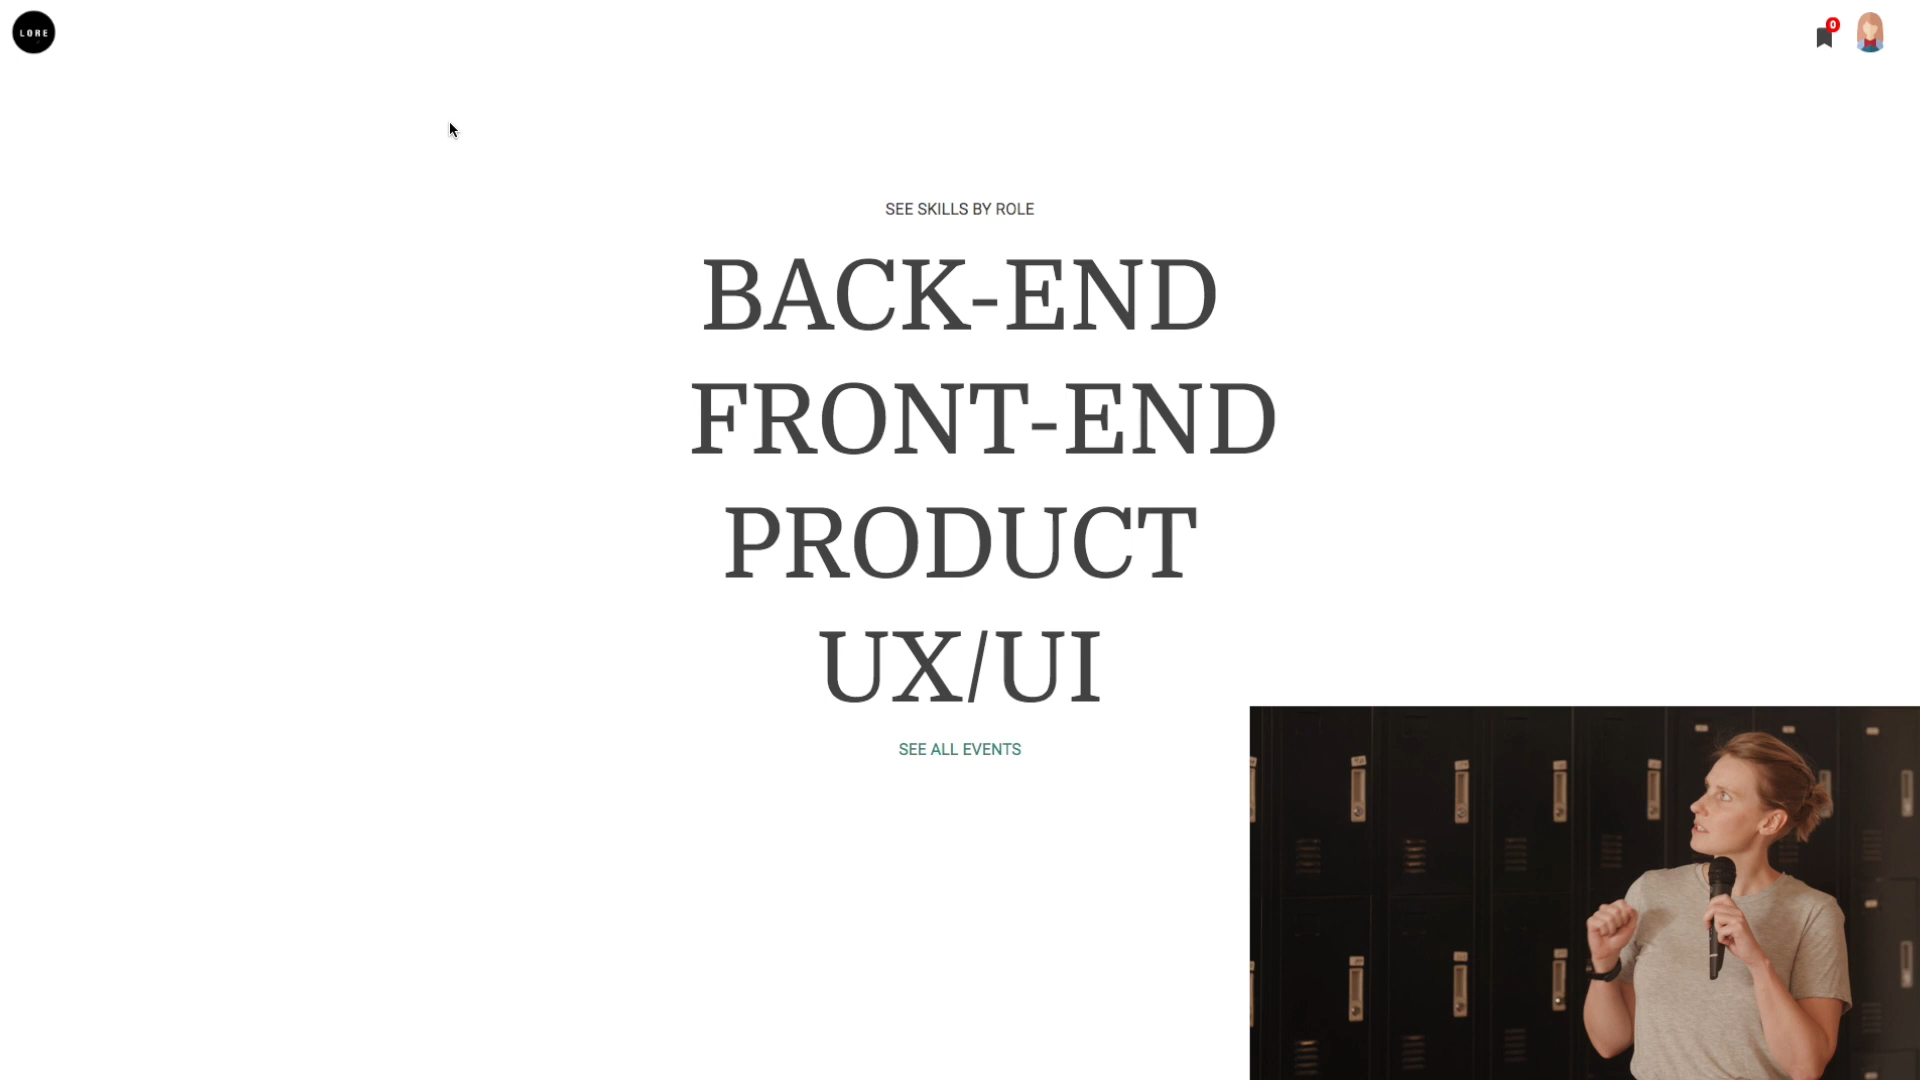 LORE
0
SEE SKILLS BY ROLE
BACK-END
FRONT-END
PRODUCT
UX/UI
SEE ALL EVENTS